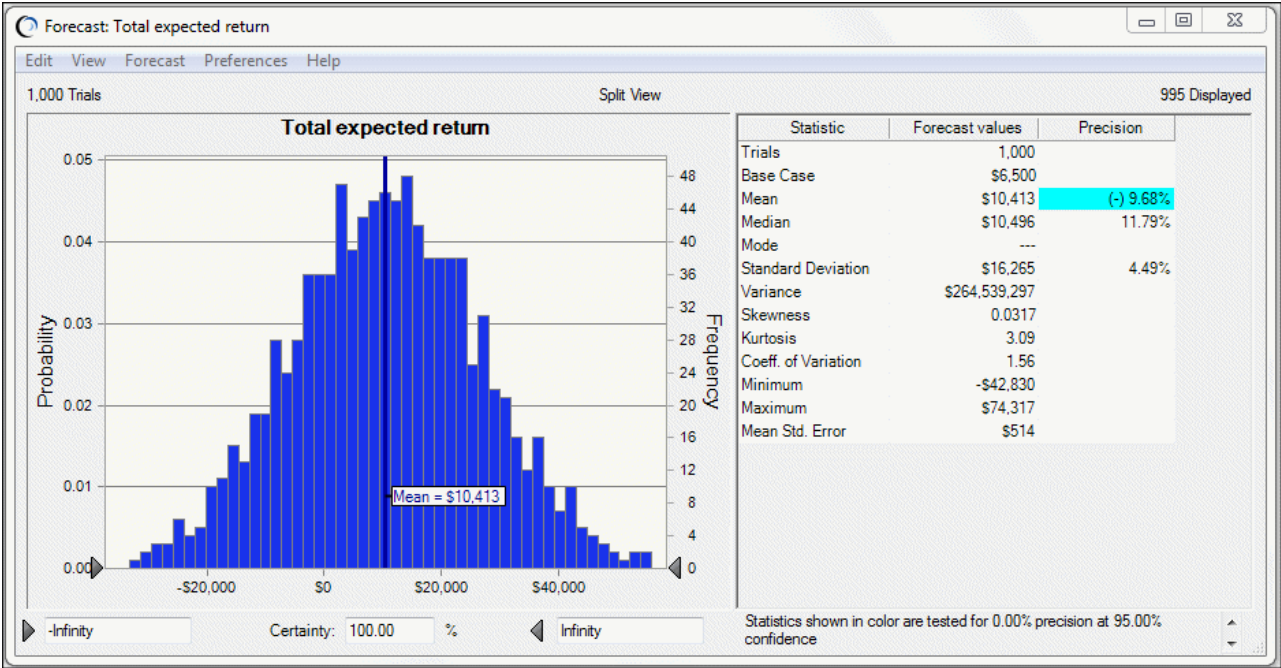 Forecast: Total expected return
Edit View Forecast Preferences Help
1,000 Trials Split View 995 Displayed
Total expected return
0.05
0.04
0.03
0.02
0.01
0.00
Probability
48
44
40
36
32
28
24
20
16
12
8
4
0
Frequency
Mean = $10,413
-$20,000 $0 $20,000 $40,000
Statistic Forecast values Precision
Trials 1,000
Base Case $6,500
Mean $10,413 (-) 9.68%
Median $10,496 11.79%
Mode ---
Standard Deviation $16,265 4.49%
Variance $264,539,297
Skewness 0.0317
Kurtosis 3.09
Coeff. of Variation 1.56
Minimum -$42,830
Maximum $74,317
Mean Std. Error $514
-Infinity Certainty: 100.00 % Infinity
Statistics shown in color are tested for 0.00% precision at 95.00%
confidence